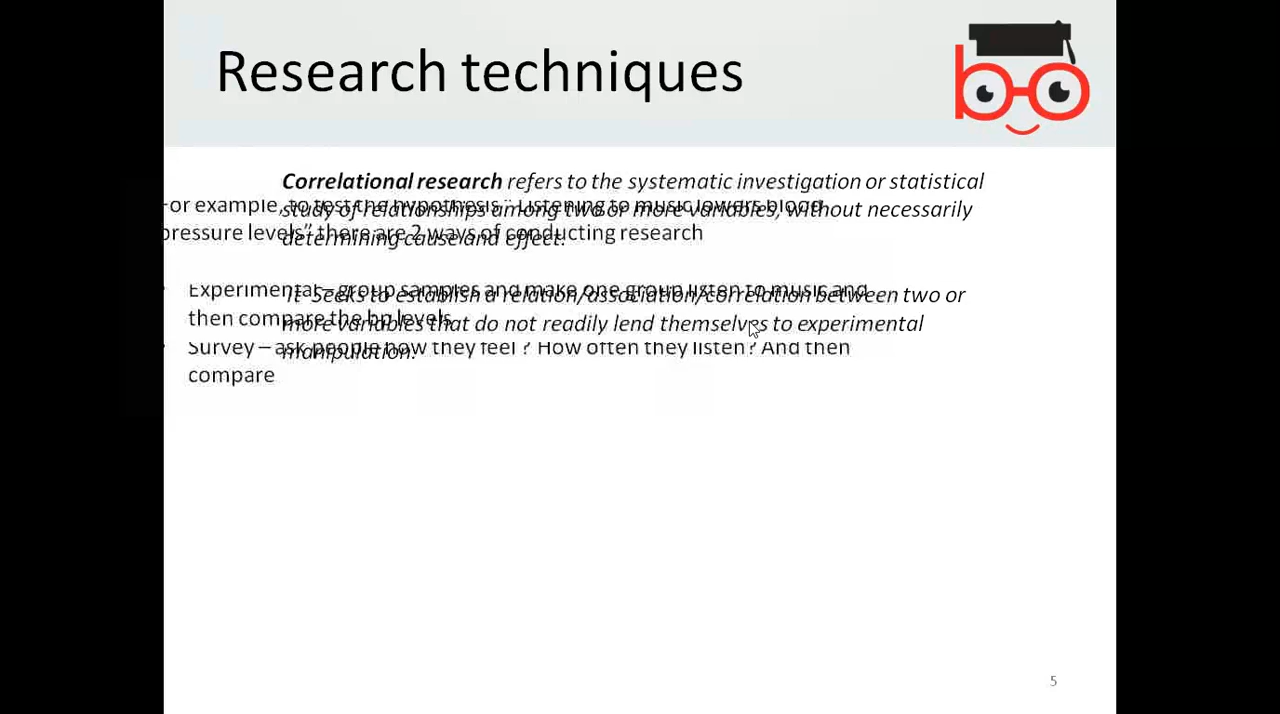 Research techniques
Correlational research refers to the systematic investigation or statistical
study of relationships among two or more variables, without necessarily
determining cause and effect.
It Seeks to establish a relation/association/correlation between two or
more variables that do not readily lend themselves to experimental
manipulation.
or example, to test the hypothesis " Listening to music lowers blood
pressure levels" there are 2 ways of conducting research
Experimental – group samples and make one group listen to music and
then compare the bp levels
Survey – ask people how they feel ? How often they listen? And then
compare
5